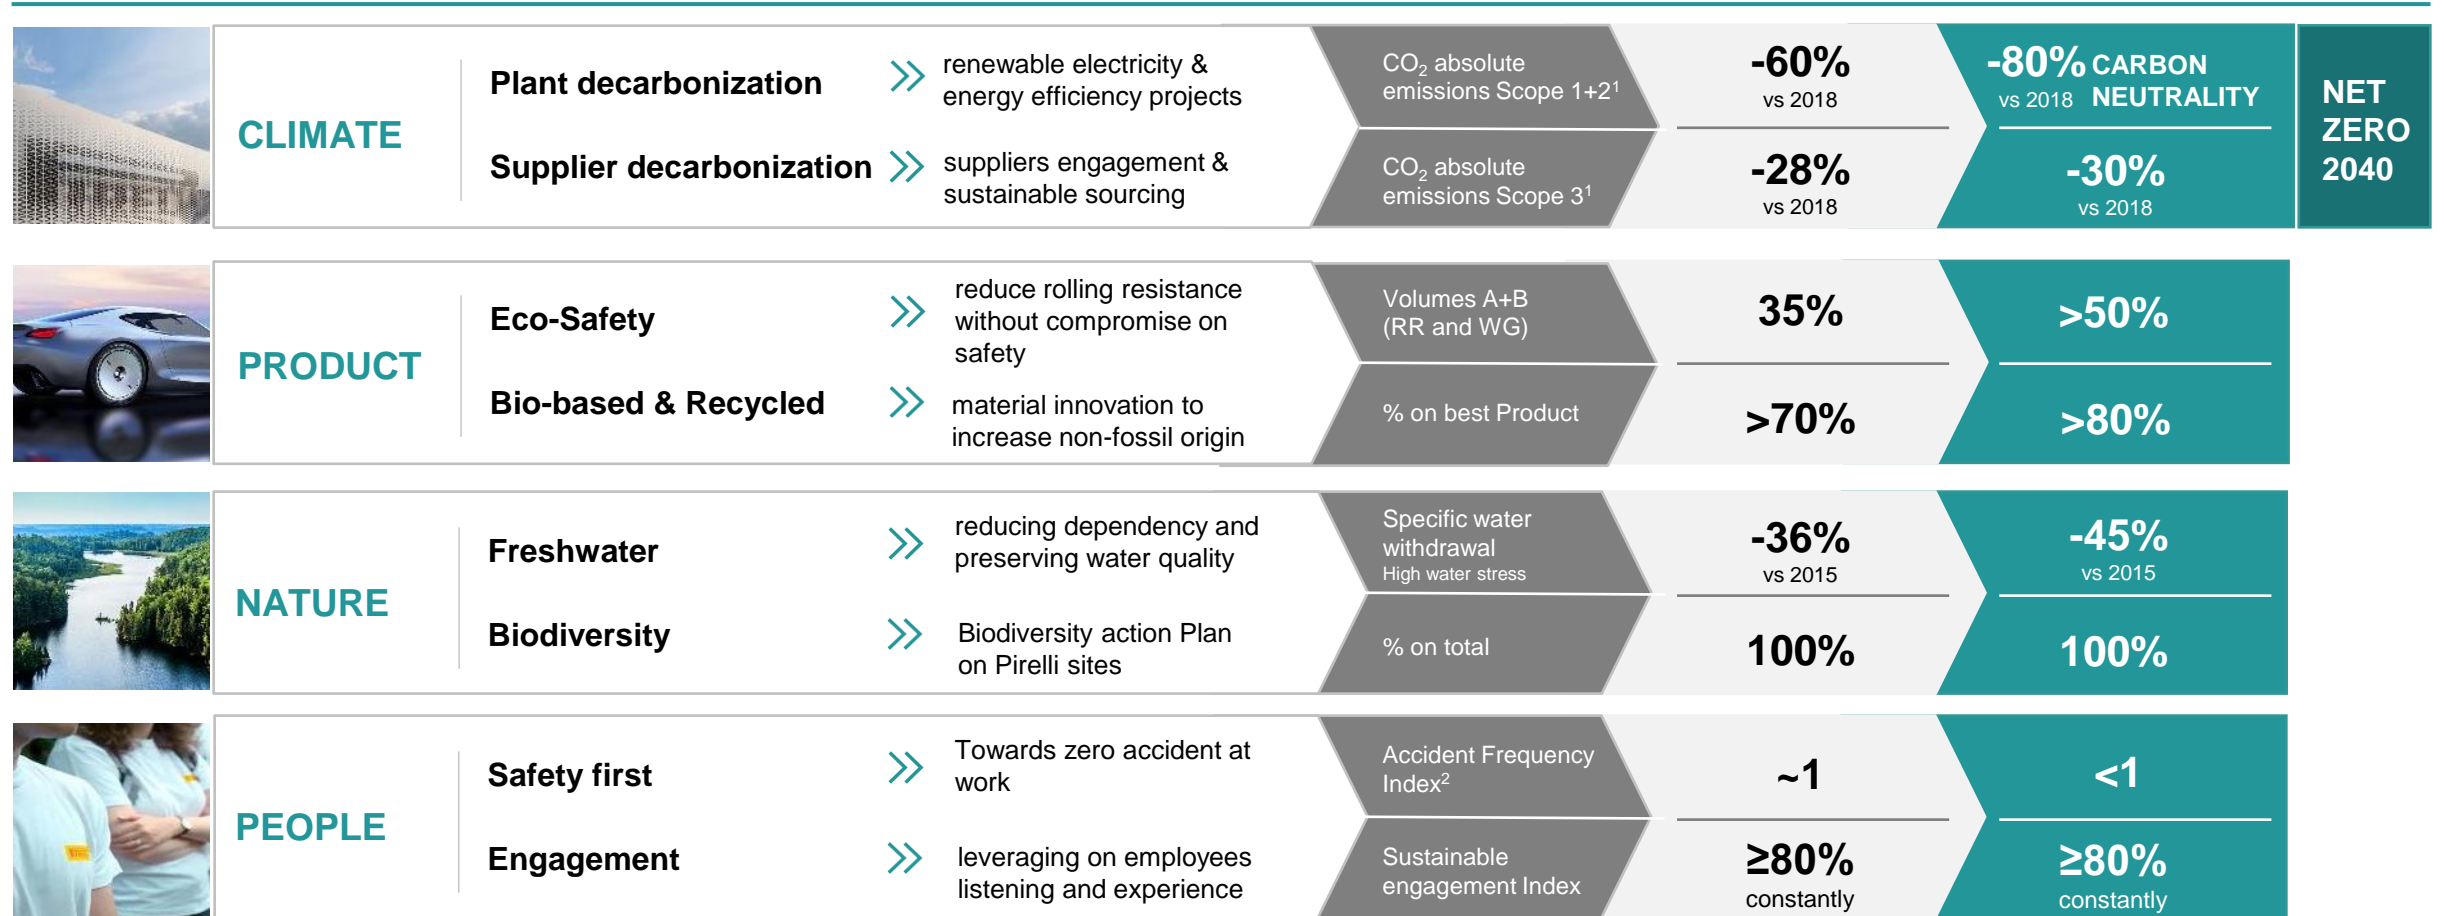 CLIMATE
Plant decarbonization
renewable electricity &
energy efficiency projects
CO₂ absolute
emissions Scope 1+2¹
-60%
vs 2018
-80% CARBON
vs 2018 NEUTRALITY
Supplier decarbonization
suppliers engagement &
sustainable sourcing
CO₂ absolute
emissions Scope 3¹
-28%
vs 2018
-30%
vs 2018
NET
ZERO
2040
PRODUCT
Eco-Safety
reduce rolling resistance
without compromise on
safety
Volumes A+B
(RR and WG)
35%
>50%
Bio-based & Recycled
material innovation to
increase non-fossil origin
% on best Product
>70%
>80%
NATURE
Freshwater
reducing dependency and
preserving water quality
Specific water
withdrawal
High water stress
-36%
vs 2015
-45%
vs 2015
Biodiversity
Biodiversity action Plan
on Pirelli sites
% on total
100%
100%
PEOPLE
Safety first
Towards zero accident at
work
Accident Frequency
Index²
~1
<1
Engagement
leveraging on employees
listening and experience
Sustainable
engagement Index
≥80%
constantly
≥80%
constantly